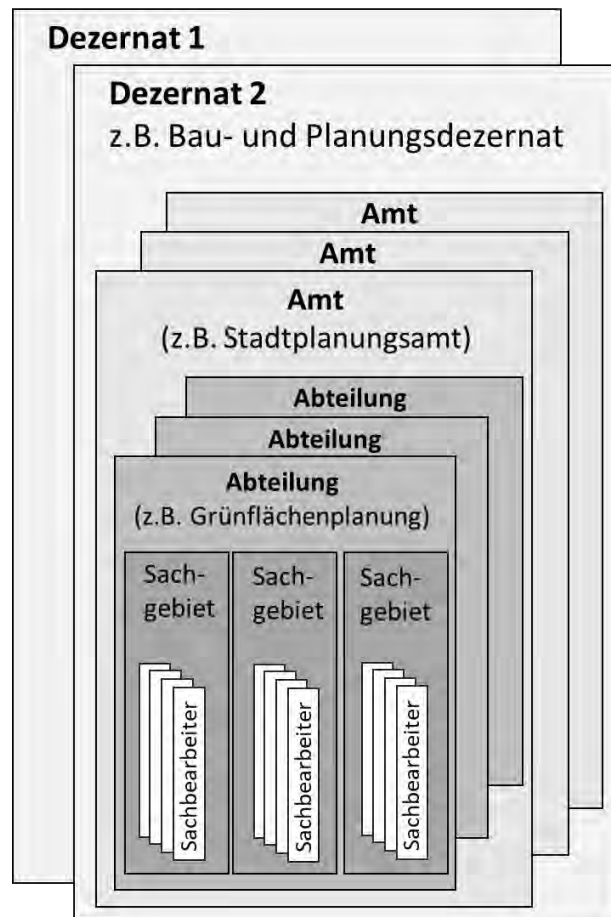 Dezernat 1
Dezernat 2
z.B. Bau- und Planungsdezernat
Amt
Amt
Amt
(z.B. Stadtplanungsamt)
Abteilung
Abteilung
Abteilung
(z.B. Grünflächenplanung)
Sach-
gebiet
Sach-
gebiet
Sach-
gebiet
Sachbearbeiter
Sachbearbeiter
Sachbearbeiter